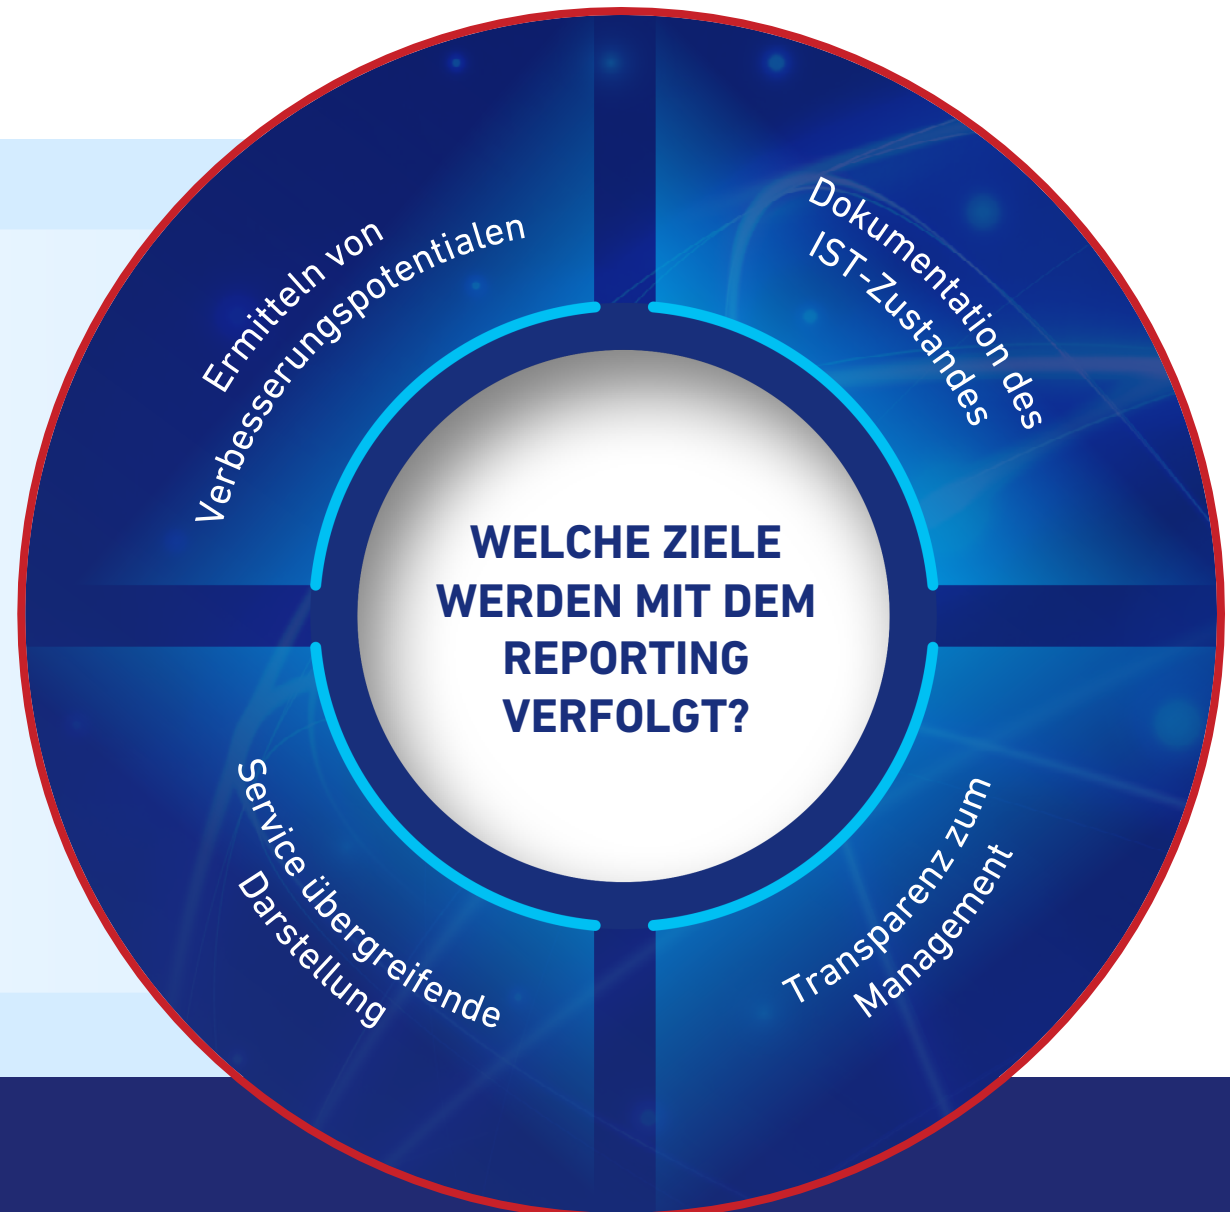 Ermitteln von
Verbesserungspotentialen
Dokumentation des
IST-Zustandes
WELCHE ZIELE
WERDEN MIT DEM
REPORTING
VERFOLGT?
Service übergreifende
Darstellung
Transparenz zum
Management